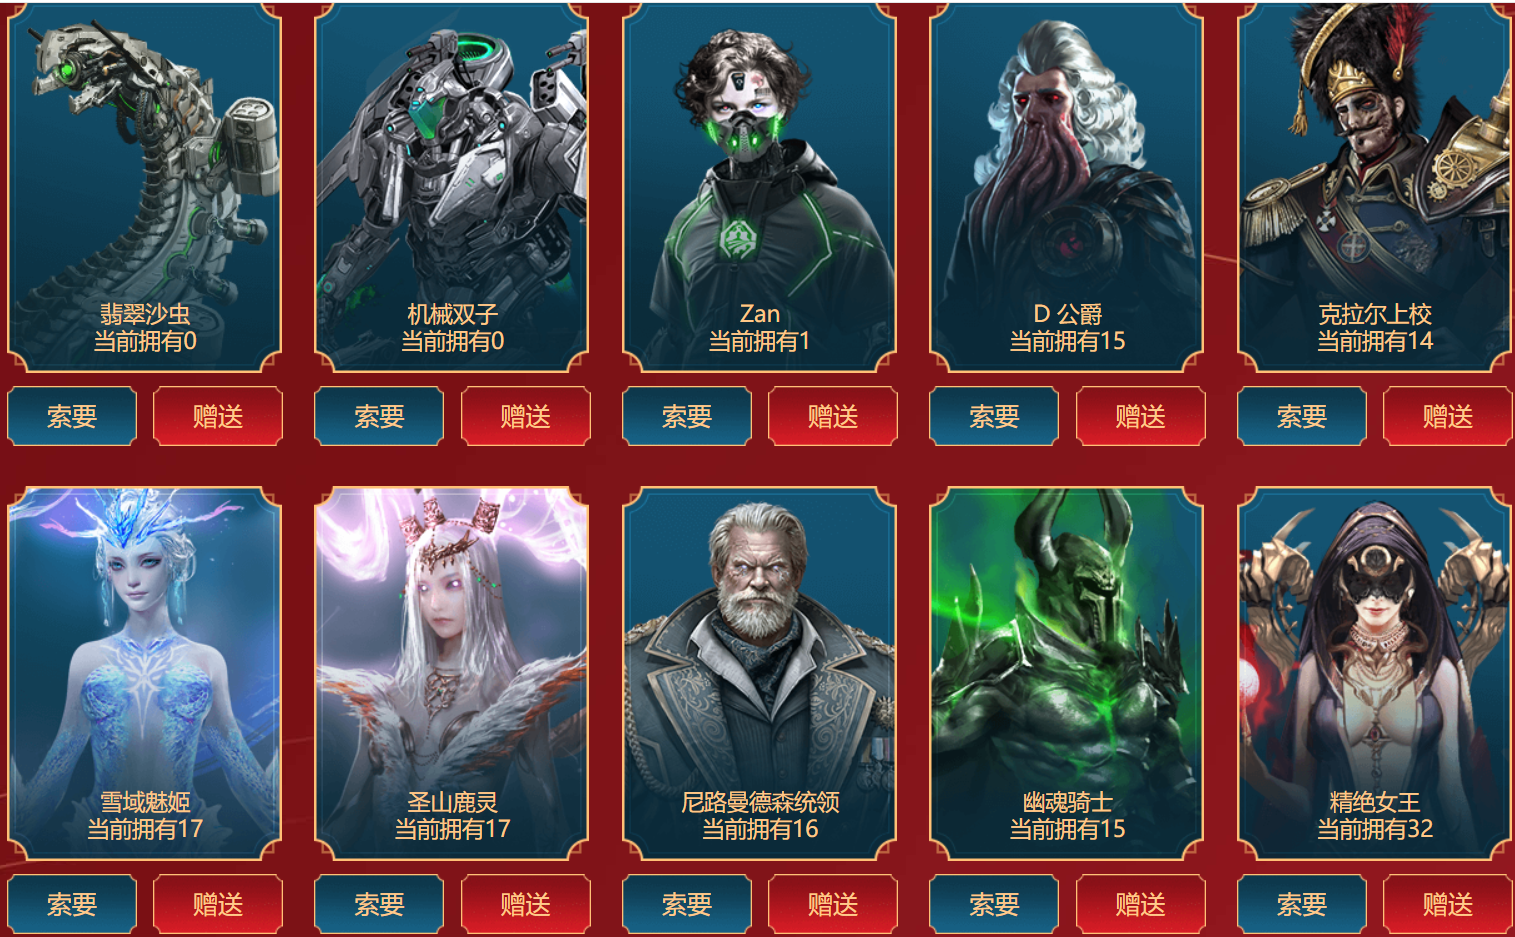 翡翠沙虫
当前拥有0
机械双子
当前拥有0
Zan
当前拥有1
D 公爵
当前拥有15
克拉尔上校
当前拥有14
索要
赠送
索要
赠送
索要
赠送
索要
赠送
索要
赠送
雪域魅姬
当前拥有17
圣山鹿灵
当前拥有17
尼路曼德森统领
当前拥有16
幽魂骑士
当前拥有15
精绝女王
当前拥有32
索要
赠送
索要
赠送
索要
赠送
索要
赠送
索要
赠送